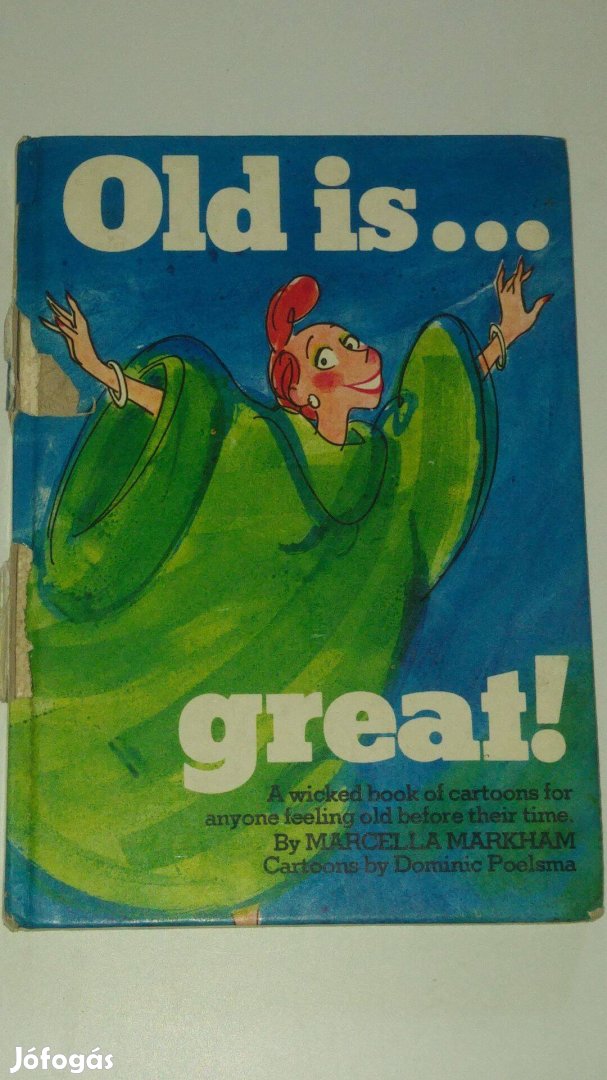 Old is...
great!
A wicked book of cartoons for
anyone feeling old before their time.
By MARCELLA MARKHAM
Cartoons by Dominic Poelsma
Jófogás